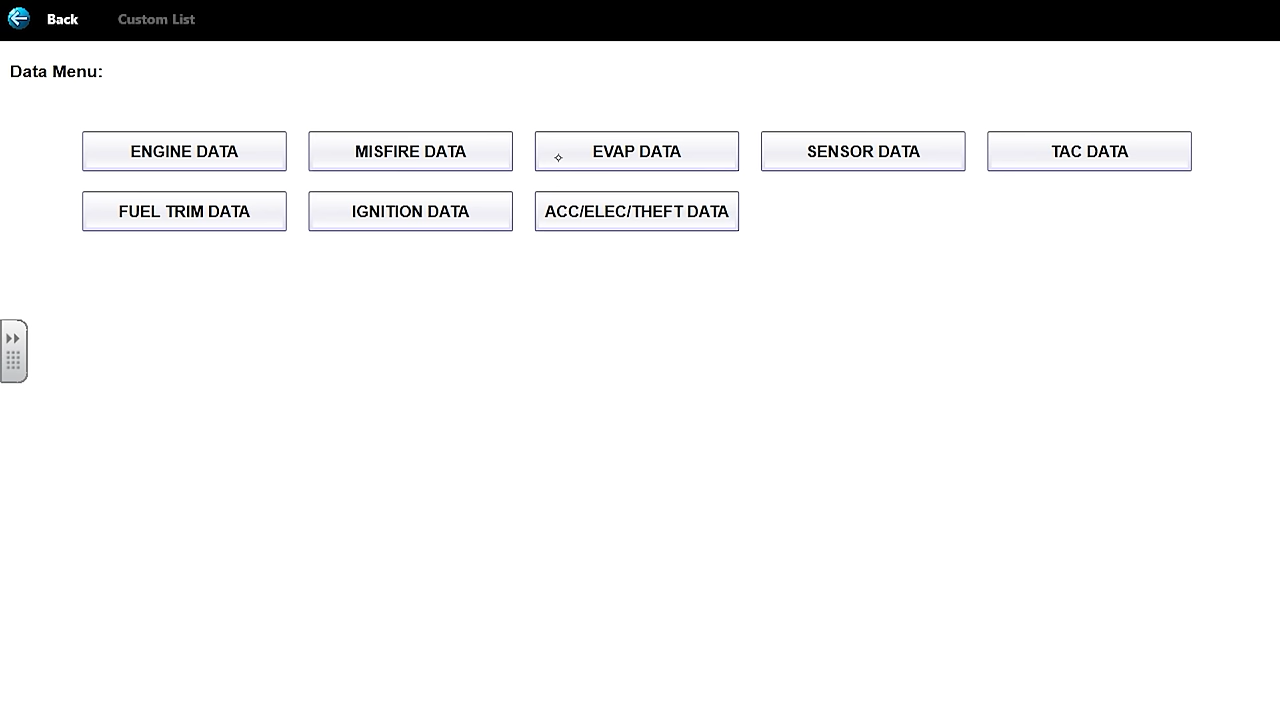 Back Custom List
Data Menu:
ENGINE DATA MISFIRE DATA EVAP DATA SENSOR DATA TAC DATA
FUEL TRIM DATA IGNITION DATA ACC/ELEC/THEFT DATA